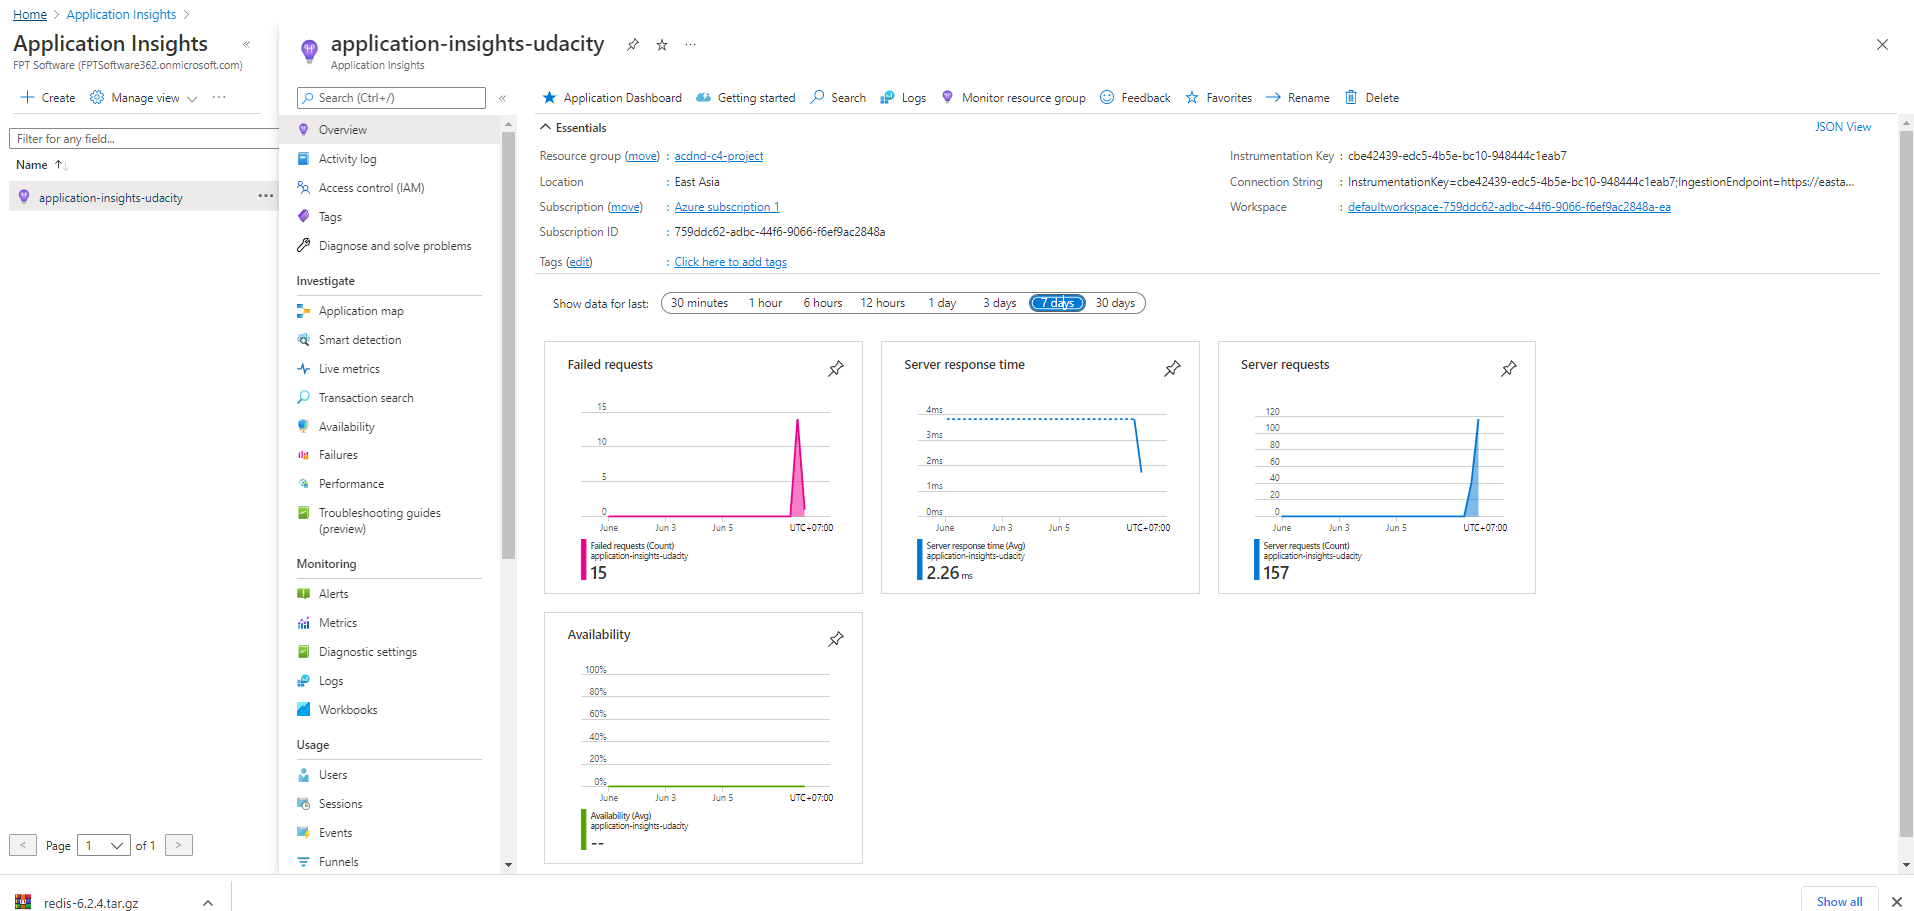 Home > Application Insights >
Application Insights «
FPT Software (FPTSoftware362.onmicrosoft.com)
+ Create Manage view ...
Filter for any field...
Name ↑↓
application-insights-udacity ...
< Page 1 of 1 >
application-insights-udacity ...
Application Insights
Search (Ctrl+/) «
Overview
Activity log
Access control (IAM)
Tags
Diagnose and solve problems
Investigate
Application map
Smart detection
Live metrics
Transaction search
Availability
Failures
Performance
Troubleshooting guides
(preview)
Monitoring
Alerts
Metrics
Diagnostic settings
Logs
Workbooks
Usage
Users
Sessions
Events
Funnels
Application Dashboard Getting started Search Logs Monitor resource group Feedback Favorites Rename Delete
Essentials JSON View
Resource group (move) : acdnd-c4-project
Location : East Asia
Subscription (move) : Azure subscription 1
Subscription ID : 759ddc62-adbc-44f6-9066-f6ef9ac2848a
Tags (edit) : Click here to add tags
Instrumentation Key : cbe42439-edc5-4b5e-bc10-948444c1eab7
Connection String : InstrumentationKey=cbe42439-edc5-4b5e-bc10-948444c1eab7;IngestionEndpoint=https://easta...
Workspace : defaultworkspace-759ddc62-adbc-44f6-9066-f6ef9ac2848a-ea
Show data for last: 30 minutes 1 hour 6 hours 12 hours 1 day 3 days 7 days 30 days
Failed requests
15
10
5
0
June Jun 3 Jun 5 UTC+07:00
Failed requests (Count)
application-insights-udacity
15
Server response time
4ms
3ms
2ms
1ms
0ms
June Jun 3 Jun 5 UTC+07:00
Server response time (Avg)
application-insights-udacity
2.26 ms
Server requests
120
100
80
60
40
20
0
June Jun 3 Jun 5 UTC+07:00
Server requests (Count)
application-insights-udacity
157
Availability
100%
80%
60%
40%
20%
0%
June Jun 3 Jun 5 UTC+07:00
Availability (Avg)
application-insights-udacity
--
redis-6.2.4.tar.gz Show all